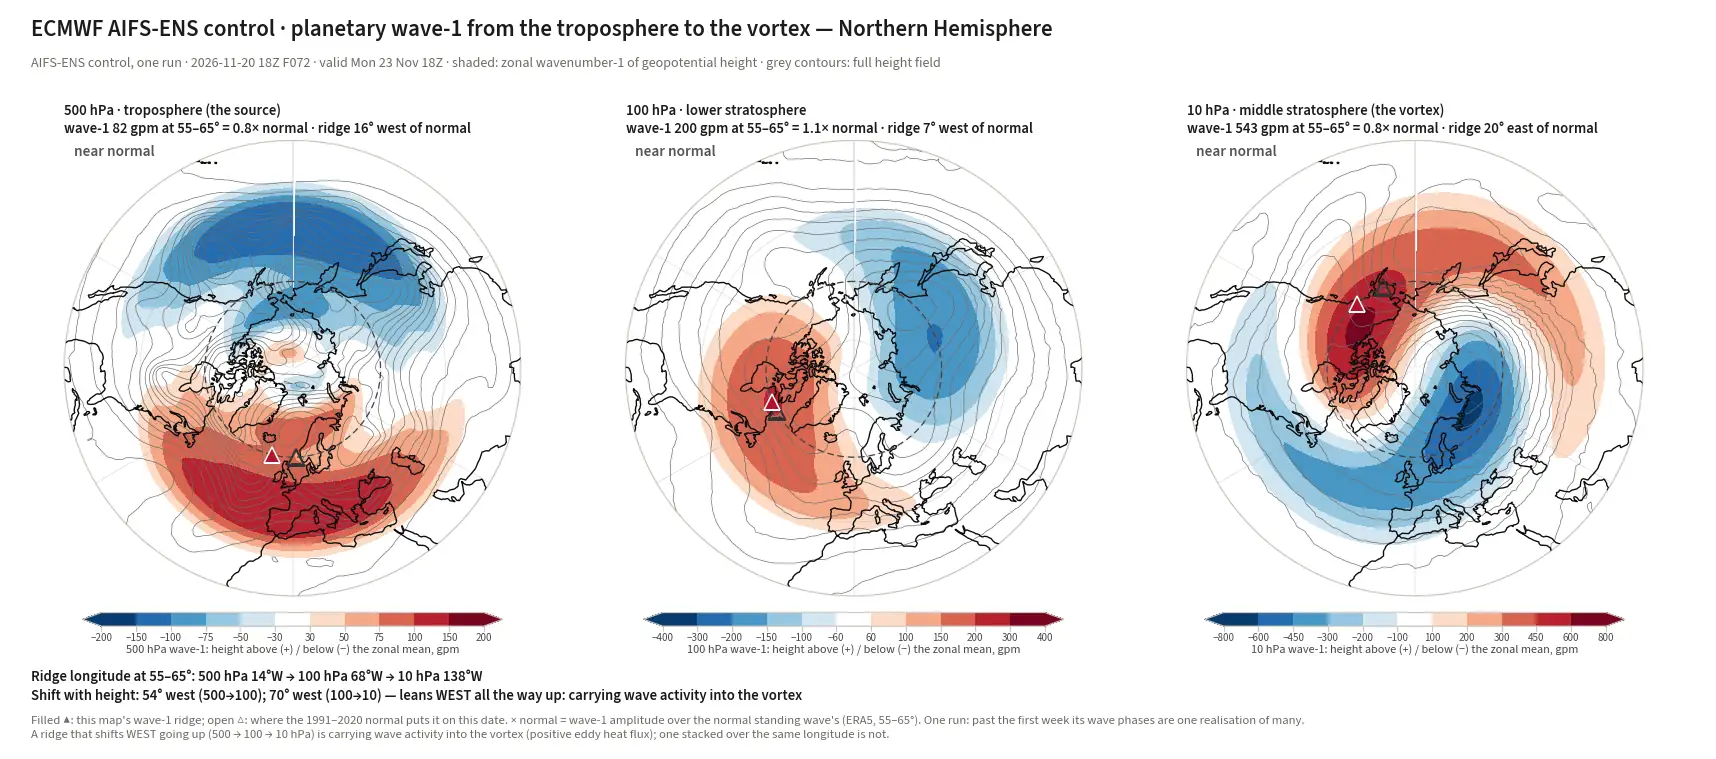 ECMWF AIFS-ENS control · planetary wave-1 from the troposphere to the vortex — Northern Hemisphere
AIFS-ENS control, one run · 2026-11-20 18Z F072 · valid Mon 23 Nov 18Z · shaded: zonal wavenumber-1 of geopotential height · grey contours: full height field
500 hPa · troposphere (the source)
wave-1 82 gpm at 55–65° = 0.8× normal · ridge 16° west of normal
near normal
100 hPa · lower stratosphere
wave-1 200 gpm at 55–65° = 1.1× normal · ridge 7° west of normal
near normal
10 hPa · middle stratosphere (the vortex)
wave-1 543 gpm at 55–65° = 0.8× normal · ridge 20° east of normal
near normal
−200 −150 −100 −75 −50 −30 30 50 75 100 150 200
500 hPa wave-1: height above (+) / below (−) the zonal mean, gpm
−400 −300 −200 −150 −100 −60 60 100 150 200 300 400
100 hPa wave-1: height above (+) / below (−) the zonal mean, gpm
−800 −600 −450 −300 −200 −100 100 200 300 450 600 800
10 hPa wave-1: height above (+) / below (−) the zonal mean, gpm
Ridge longitude at 55–65°: 500 hPa 14°W → 100 hPa 68°W → 10 hPa 138°W
Shift with height: 54° west (500→100); 70° west (100→10) — leans WEST all the way up: carrying wave activity into the vortex
Filled ▲: this map's wave-1 ridge; open △: where the 1991–2020 normal puts it on this date. × normal = wave-1 amplitude over the normal standing wave's (ERA5, 55–65°). One run: past the first week its wave phases are one realisation of many.
A ridge that shifts WEST going up (500 → 100 → 10 hPa) is carrying wave activity into the vortex (positive eddy heat flux); one stacked over the same longitude is not.